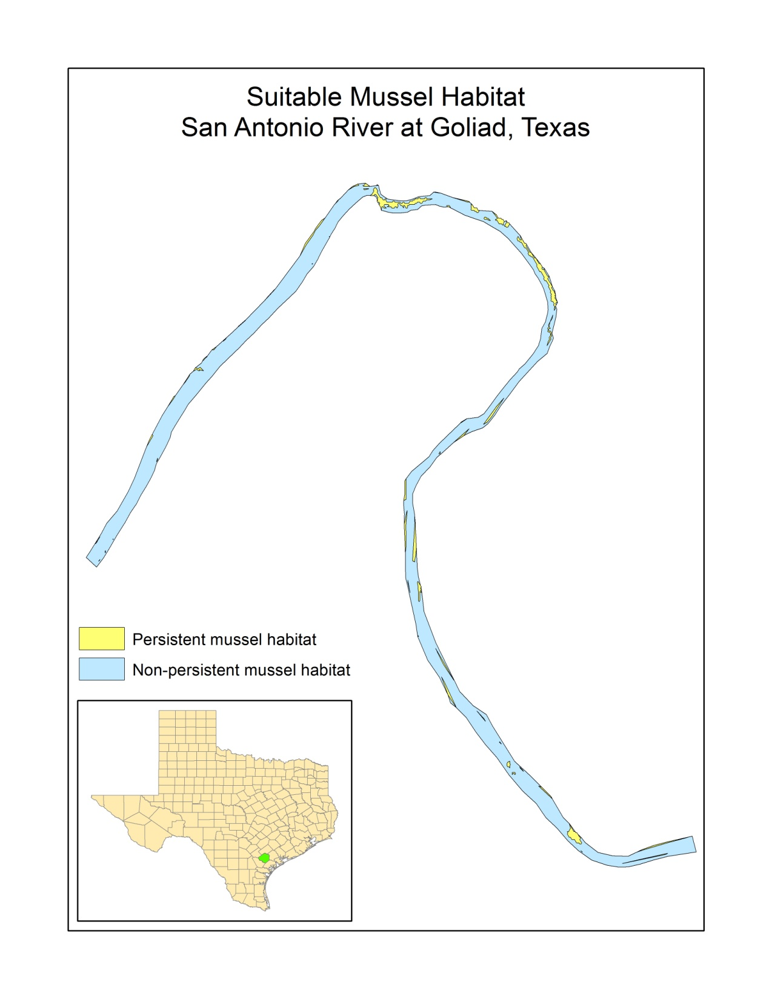 Suitable Mussel Habitat
San Antonio River at Goliad, Texas
Persistent mussel habitat
Non-persistent mussel habitat